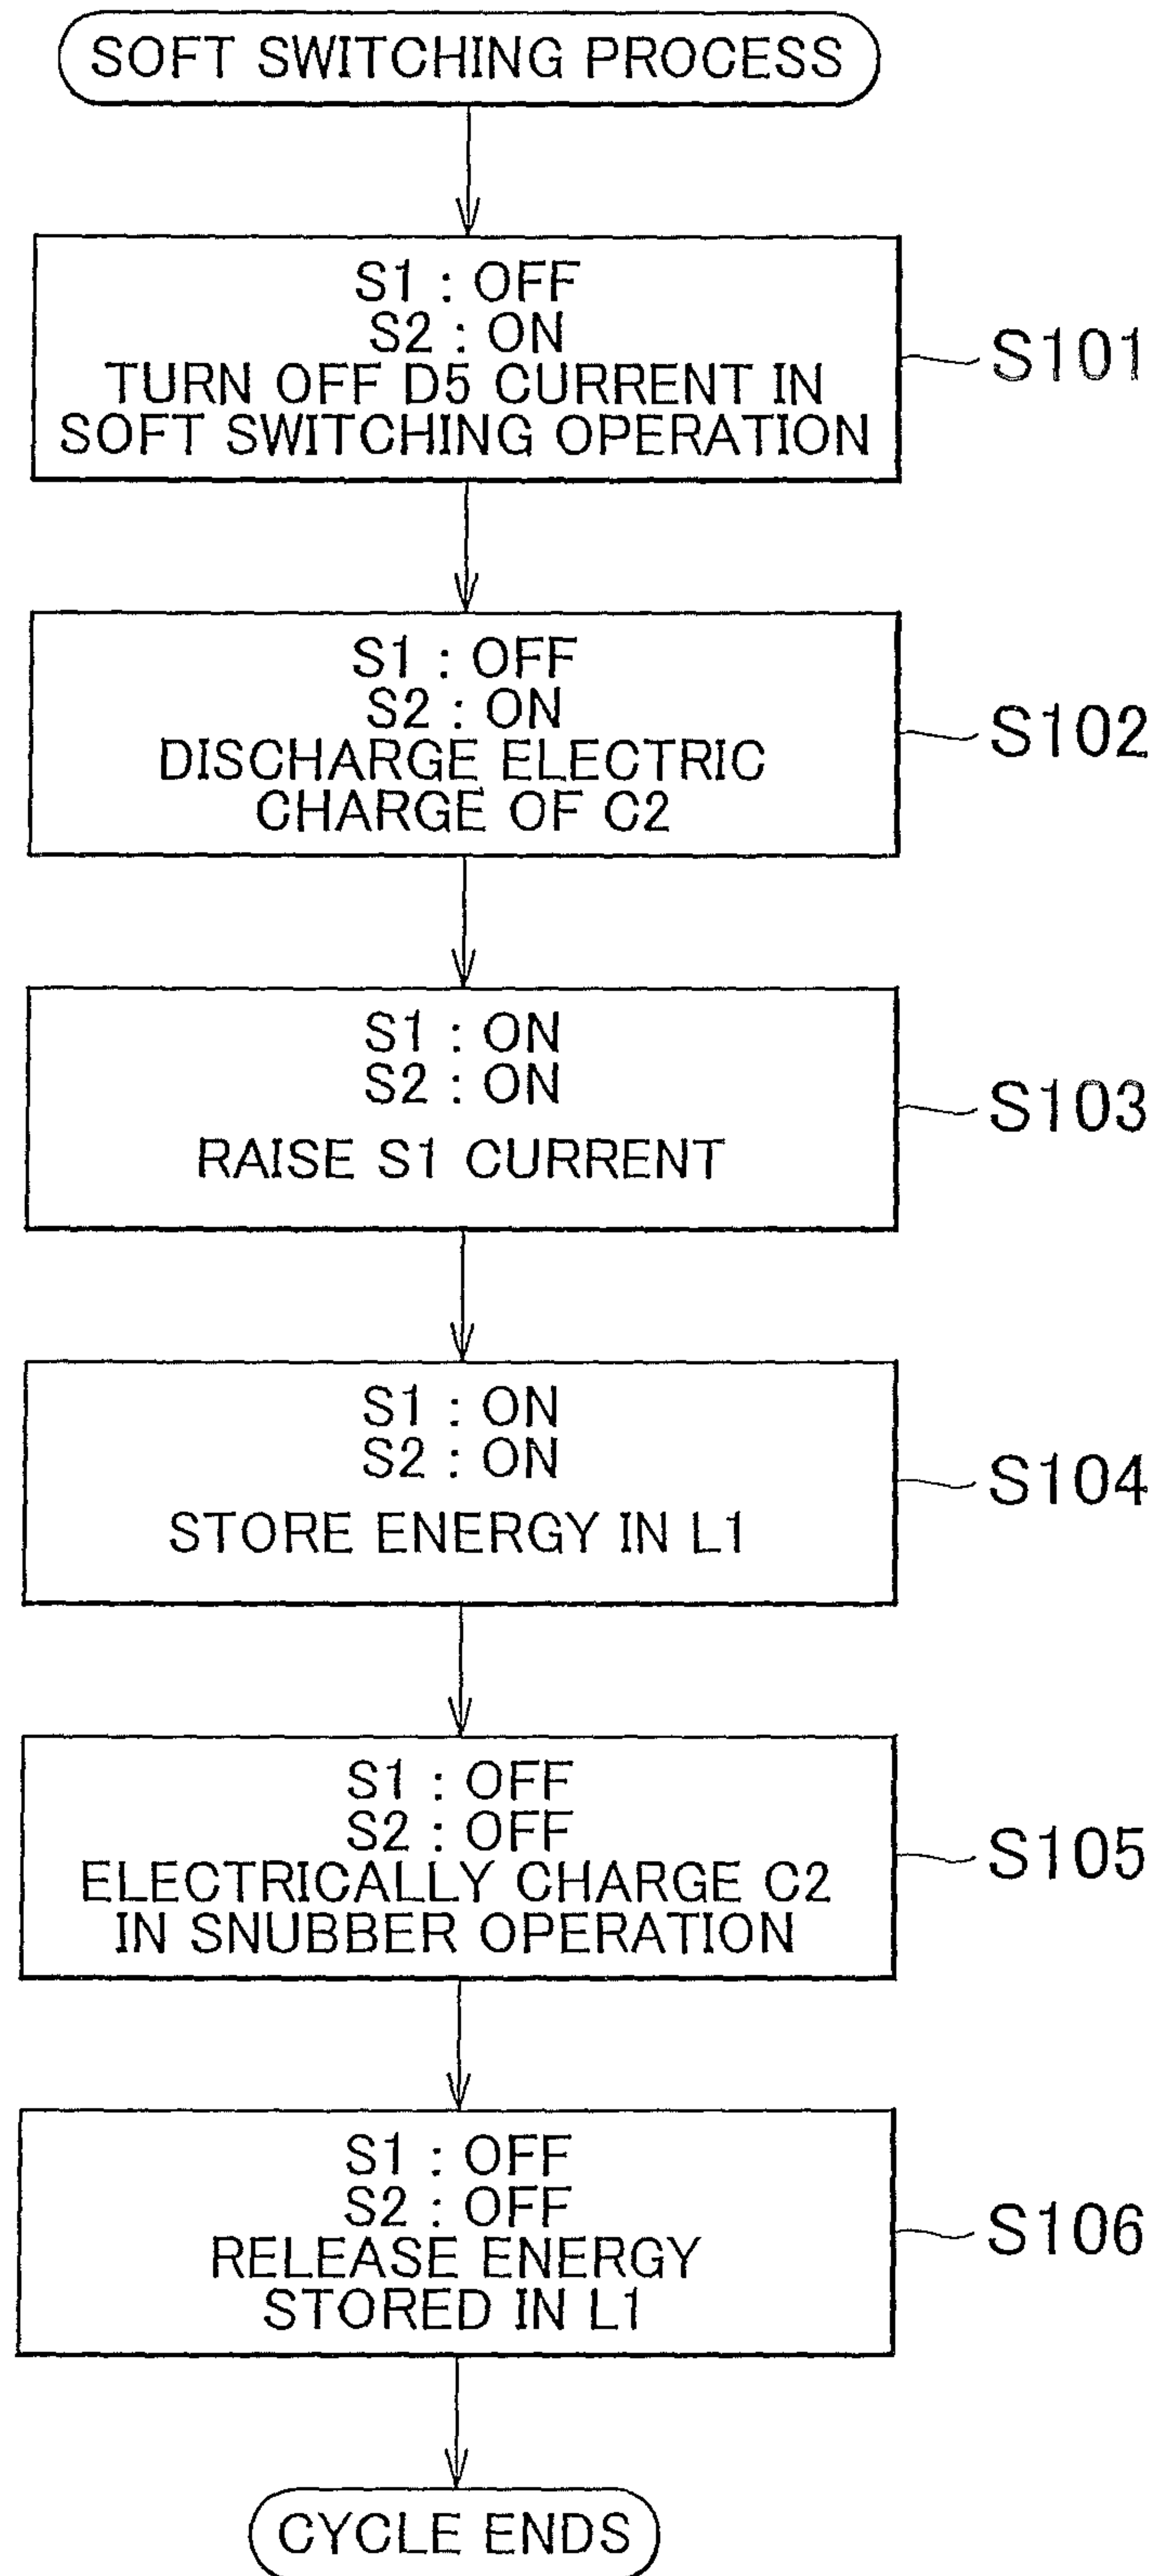 SOFT SWITCHING PROCESS
S1 : OFF
S2 : ON
TURN OFF D5 CURRENT IN
SOFT SWITCHING OPERATION
S101
S1 : OFF
S2 : ON
DISCHARGE ELECTRIC
CHARGE OF C2
S102
S1 : ON
S2 : ON
RAISE S1 CURRENT
S103
S1 : ON
S2 : ON
STORE ENERGY IN L1
S104
S1 : OFF
S2 : OFF
ELECTRICALLY CHARGE C2
IN SNUBBER OPERATION
S105
S1 : OFF
S2 : OFF
RELEASE ENERGY
STORED IN L1
S106
CYCLE ENDS